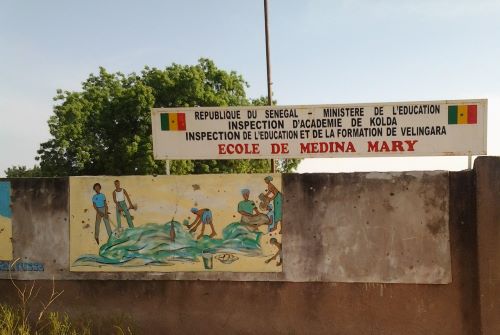 REPUBLIQUE DU SENEGAL - MINISTERE DE L'EDUCATION
INSPECTION D'ACADEMIE DE KOLDA
INSPECTION DE L'EDUCATION ET DE LA FORMATION DE VELINGARA
ECOLE DE MEDINA MARY